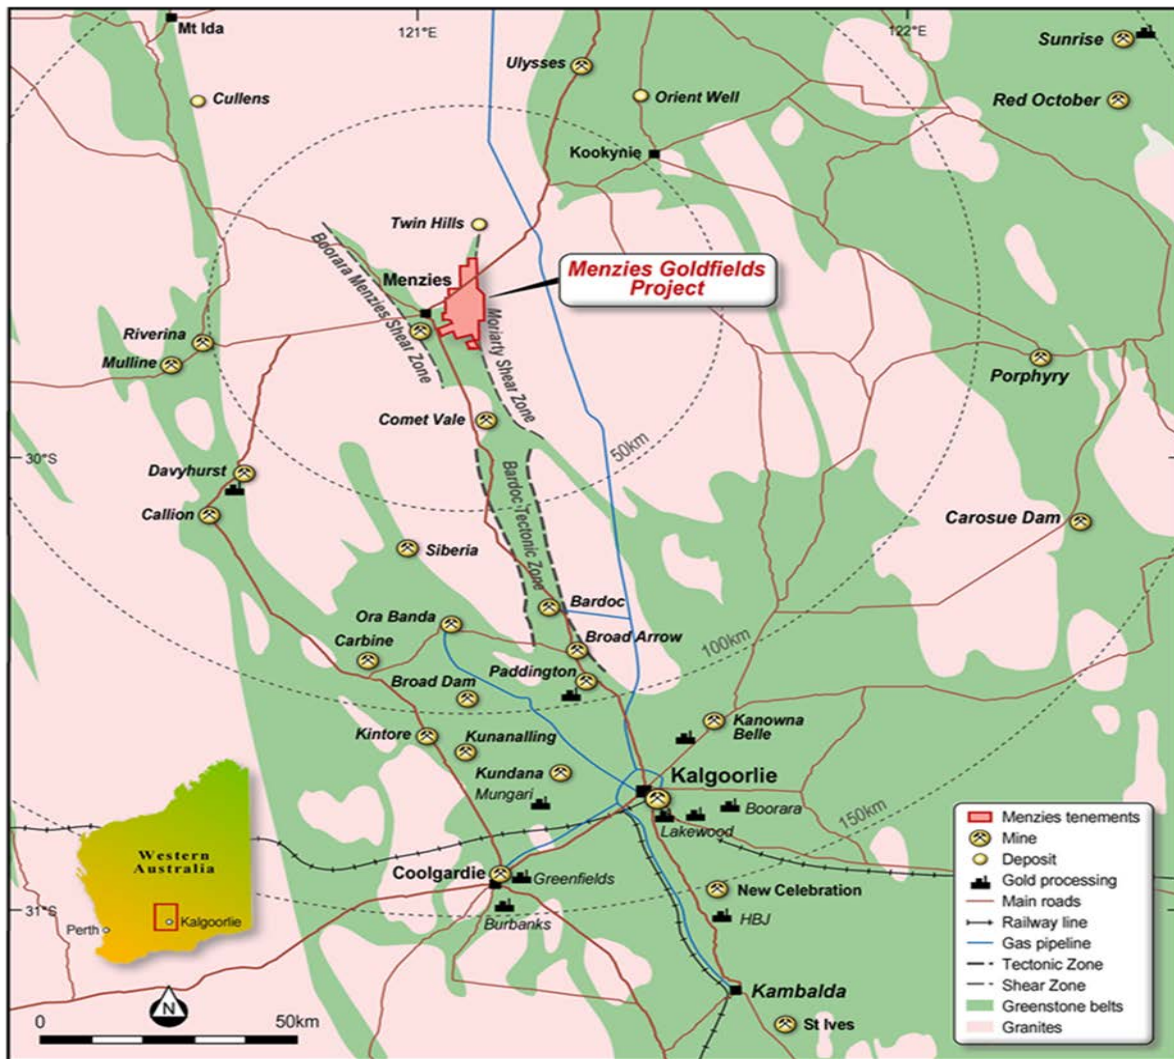 Mt Ida
121°E
122°E
Sunrise
Cullens
Ulysses
Orient Well
Red October
Kookynie
Twin Hills
Boorara Menzies Shear Zone
Menzies
Menzies Goldfields
Project
Moriarty Shear Zone
Riverina
Mulline
Porphyry
Comet Vale
50km
30°S
Davyhurst
Bardoc Tectonic Zone
Callion
Carosue Dam
Siberia
Bardoc
Ora Banda
Broad Arrow
100km
Carbine
Paddington
Broad Dam
Kanowna
Belle
Kintore
Kunanalling
Kundana
Kalgoorlie
Mungari
Boorara
150km
Lakewood
Coolgardie
Greenfields
New Celebration
Burbanks
HBJ
31°S
Kambalda
St Ives
Western
Australia
Perth
Kalgoorlie
N
0
50km
Menzies tenements
Mine
Deposit
Gold processing
Main roads
Railway line
Gas pipeline
Tectonic Zone
Shear Zone
Greenstone belts
Granites